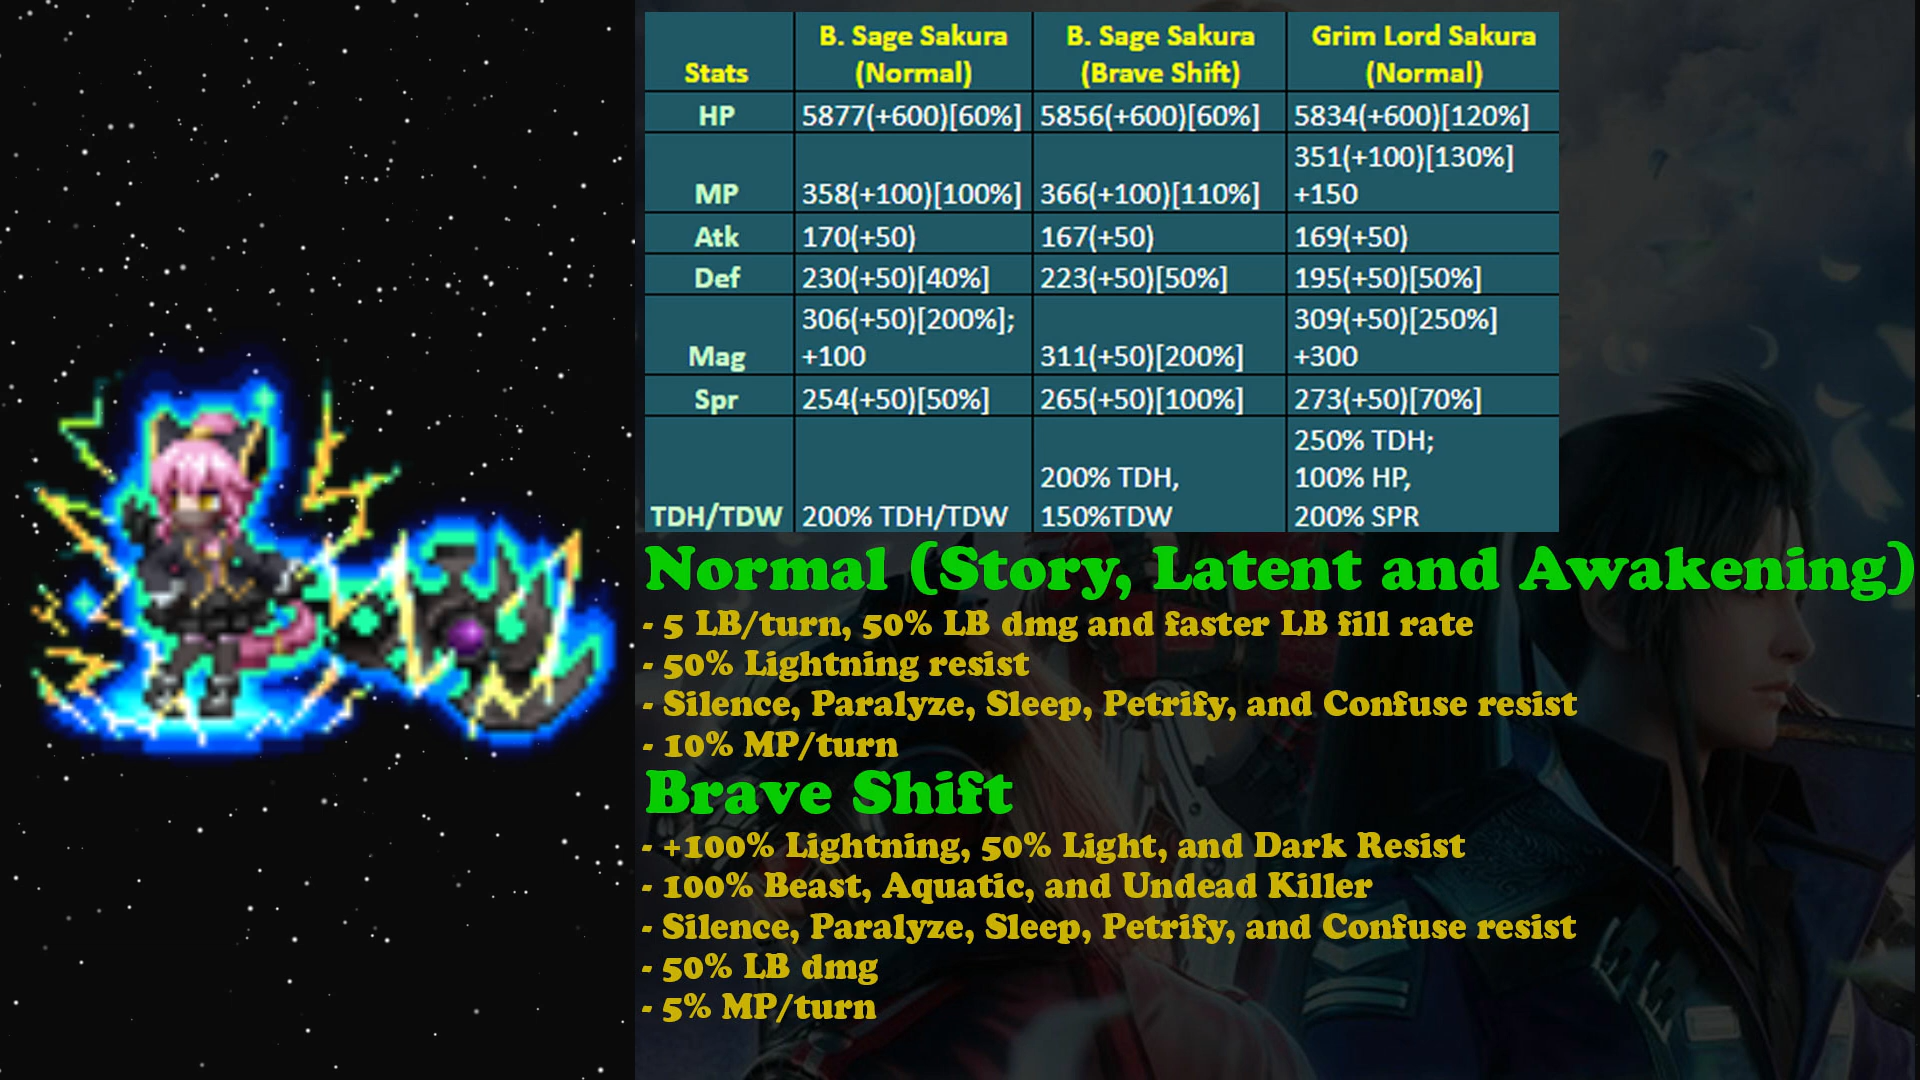 Stats B. Sage Sakura (Normal) B. Sage Sakura (Brave Shift) Grim Lord Sakura (Normal)
HP 5877(+600)[60%] 5856(+600)[60%] 5834(+600)[120%]
MP 358(+100)[100%] 366(+100)[110%] 351(+100)[130%] +150
Atk 170(+50) 167(+50) 169(+50)
Def 230(+50)[40%] 223(+50)[50%] 195(+50)[50%]
Mag 306(+50)[200%]; +100 311(+50)[200%] 309(+50)[250%] +300
Spr 254(+50)[50%] 265(+50)[100%] 273(+50)[70%]
TDH/TDW 200% TDH/TDW 200% TDH, 150%TDW 250% TDH; 100% HP, 200% SPR
Normal (Story, Latent and Awakening)
- 5 LB/turn, 50% LB dmg and faster LB fill rate
- 50% Lightning resist
- Silence, Paralyze, Sleep, Petrify, and Confuse resist
- 10% MP/turn
Brave Shift
- +100% Lightning, 50% Light, and Dark Resist
- 100% Beast, Aquatic, and Undead Killer
- Silence, Paralyze, Sleep, Petrify, and Confuse resist
- 50% LB dmg
- 5% MP/turn